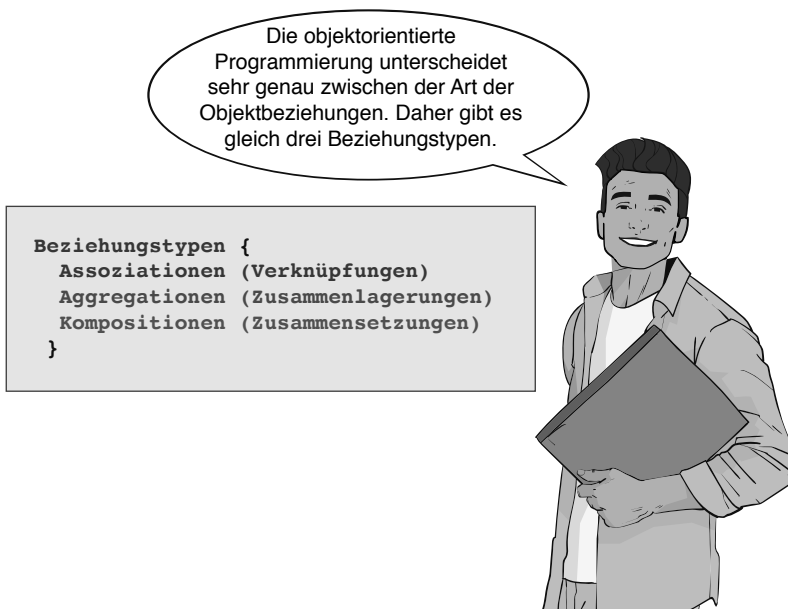 Die objektorientierte
Programmierung unterscheidet
sehr genau zwischen der Art der
Objektbeziehungen. Daher gibt es
gleich drei Beziehungstypen.
Beziehungstypen {
Assoziationen (Verknüpfungen)
Aggregationen (Zusammenlagerungen)
Kompositionen (Zusammensetzungen)
}